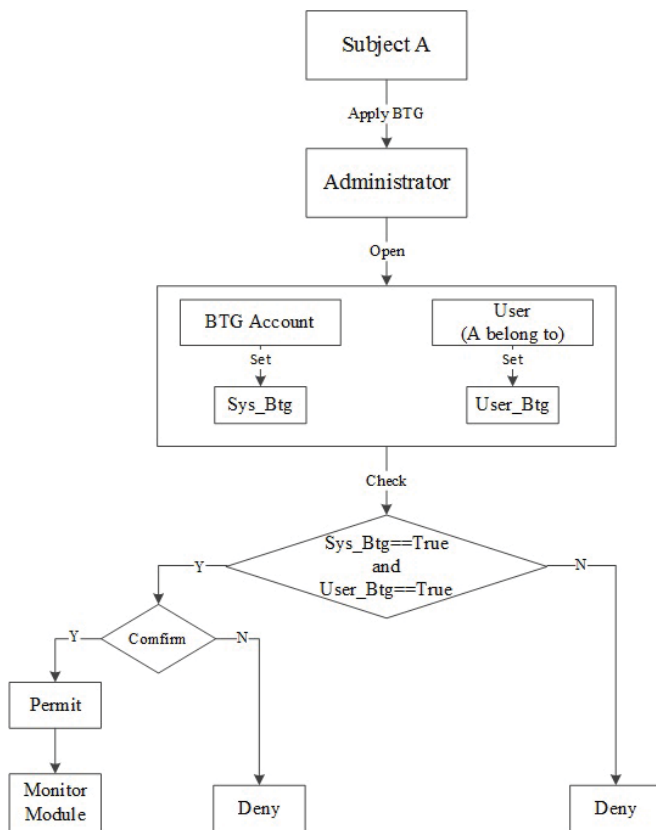 Subject A
Apply BTG
Administrator
Open
BTG Account
User
(A belong to)
Set
Set
Sys_Btg
User_Btg
Check
Sys_Btg==True
and
User_Btg==True
Y
N
Comfirm
Y
N
Permit
Monitor
Module
Deny
Deny